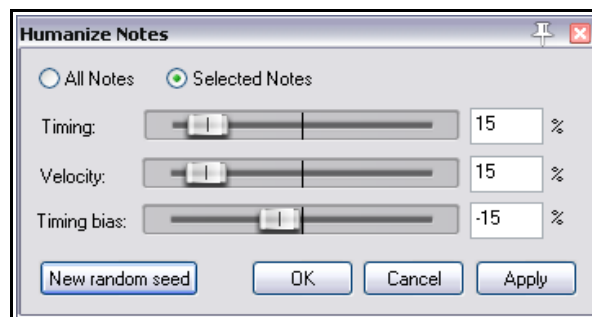 Humanize Notes
All Notes Selected Notes
Timing: 15 %
Velocity: 15 %
Timing bias: -15 %
New random seed OK Cancel Apply